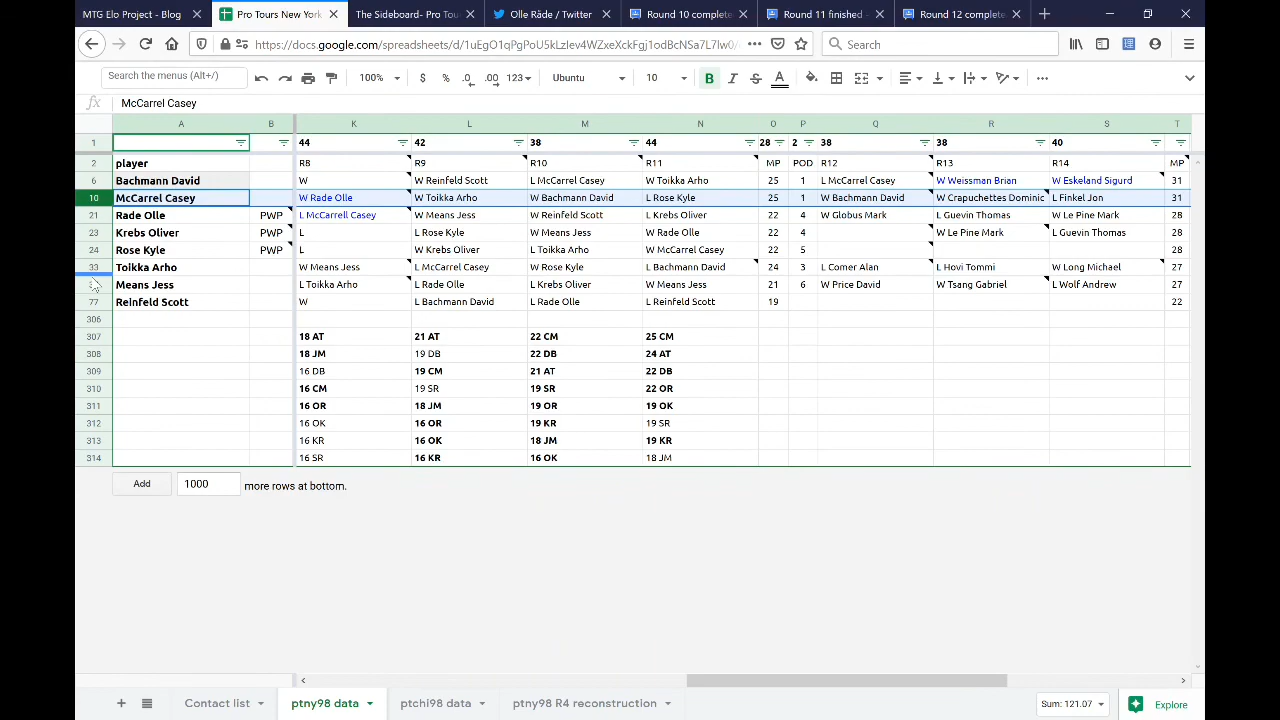 MTG Elo Project - Blog Pro Tours New York The Sideboard- Pro Tou Olle Råde / Twitter Round 10 complete Round 11 finished - Round 12 complete
Search
Search the menus (Alt+/) 100% $ % .0 .00 123 Ubuntu 10 B I S A
fx McCarrel Casey
A B K L M N O P Q R S T
1 44 42 38 44 28 2 38 38 40
2 player R8 R9 R10 R11 MP POD R12 R13 R14 MP
6 Bachmann David W W Reinfeld Scott L McCarrel Casey W Toikka Arho 25 1 L McCarrel Casey W Weissman Brian W Eskeland Sigurd 31
10 McCarrel Casey W Rade Olle W Toikka Arho W Bachmann David L Rose Kyle 25 1 W Bachmann David W Crapuchettes Dominic L Finkel Jon 31
21 Rade Olle PWP L McCarrell Casey W Means Jess W Reinfeld Scott L Krebs Oliver 22 4 W Globus Mark L Guevin Thomas W Le Pine Mark 28
23 Krebs Oliver PWP L L Rose Kyle W Means Jess W Rade Olle 22 4 W Le Pine Mark L Guevin Thomas 28
24 Rose Kyle PWP L W Krebs Oliver L Toikka Arho W McCarrel Casey 22 5 28
33 Toikka Arho W Means Jess L McCarrel Casey W Rose Kyle L Bachmann David 24 3 L Comer Alan L Hovi Tommi W Long Michael 27
Means Jess L Toikka Arho L Rade Olle L Krebs Oliver W Means Jess 21 6 W Price David W Tsang Gabriel L Wolf Andrew 27
77 Reinfeld Scott W L Bachmann David L Rade Olle L Reinfeld Scott 19 22
306
307 18 AT 21 AT 22 CM 25 CM
308 18 JM 19 DB 22 DB 24 AT
309 16 DB 19 CM 21 AT 22 DB
310 16 CM 19 SR 19 SR 22 OR
311 16 OR 18 JM 19 OR 19 OK
312 16 OK 16 OR 19 KR 19 SR
313 16 KR 16 OK 18 JM 19 KR
314 16 SR 16 KR 16 OK 18 JM
Add 1000 more rows at bottom.
Contact list ptny98 data ptchi98 data ptny98 R4 reconstruction Sum: 121.07 Explore